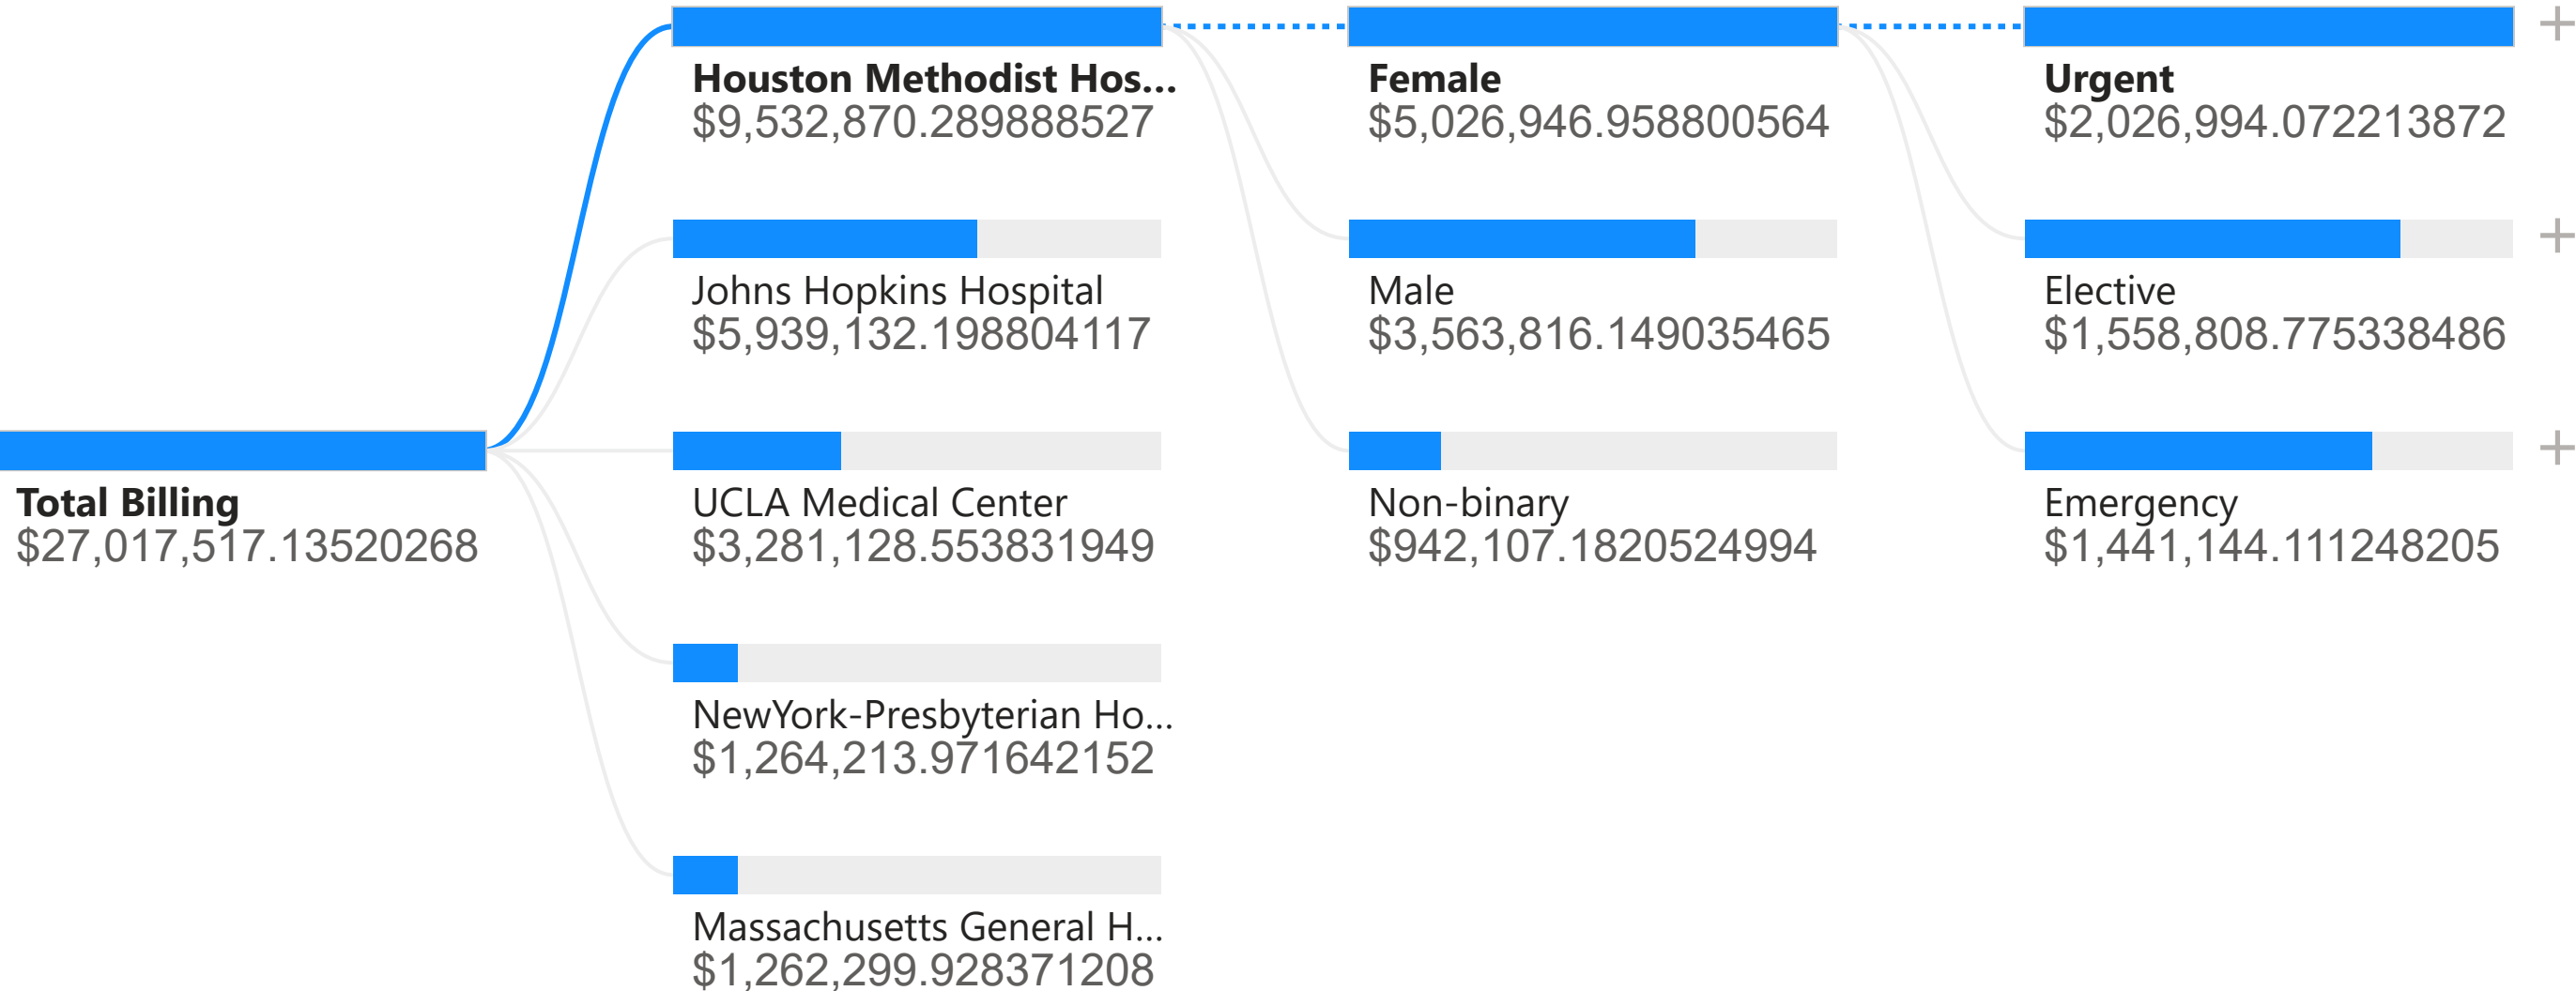 Houston Methodist Hos...
$9,532,870.289888527
Female
$5,026,946.958800564
Urgent
$2,026,994.072213872
Johns Hopkins Hospital
$5,939,132.198804117
Male
$3,563,816.149035465
Elective
$1,558,808.775338486
Total Billing
$27,017,517.13520268
UCLA Medical Center
$3,281,128.553831949
Non-binary
$942,107.1820524994
Emergency
$1,441,144.111248205
NewYork-Presbyterian Ho...
$1,264,213.971642152
Massachusetts General H...
$1,262,299.928371208